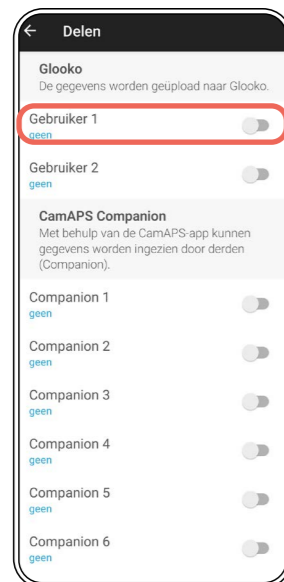 Delen
Glooko
De gegevens worden geüpload naar Glooko.
Gebruiker 1
geen
Gebruiker 2
geen
CamAPS Companion
Met behulp van de CamAPS-app kunnen
gegevens worden ingezien door derden
(Companion).
Companion 1
geen
Companion 2
geen
Companion 3
geen
Companion 4
geen
Companion 5
geen
Companion 6
geen